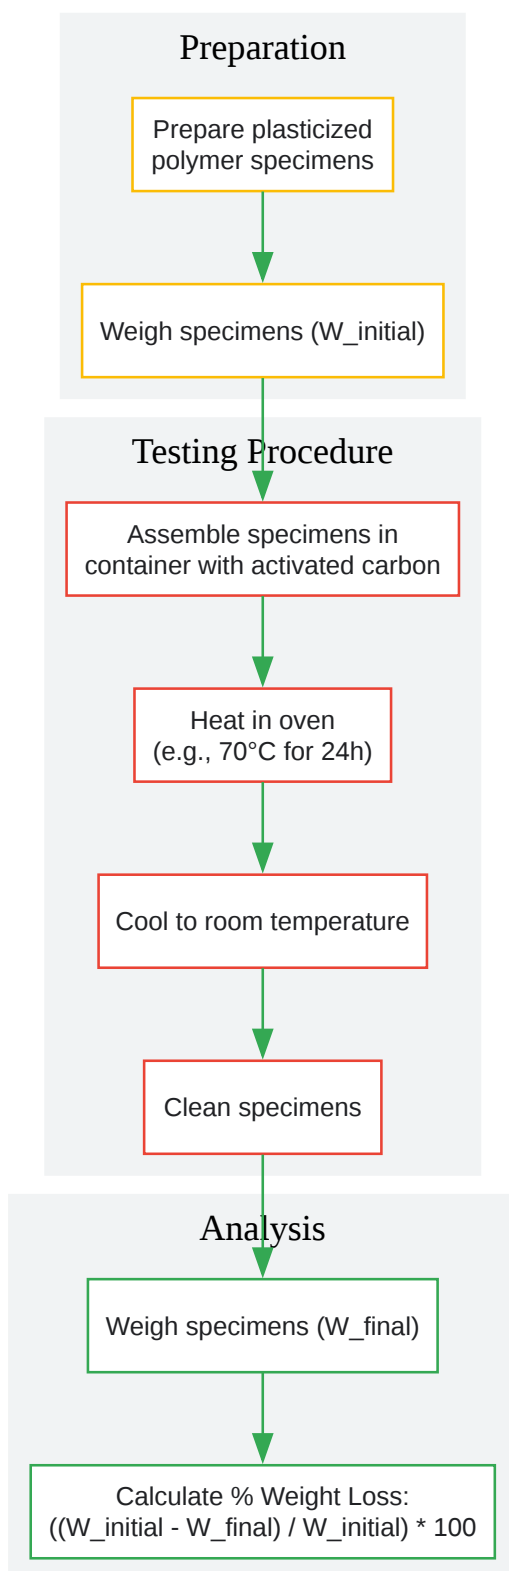 Preparation
Prepare plasticized
polymer specimens
Weigh specimens (W_initial)
Testing Procedure
Assemble specimens in
container with activated carbon
Heat in oven
(e.g., 70°C for 24h)
Cool to room temperature
Clean specimens
Analysis
Weigh specimens (W_final)
Calculate % Weight Loss:
((W_initial - W_final) / W_initial) * 100